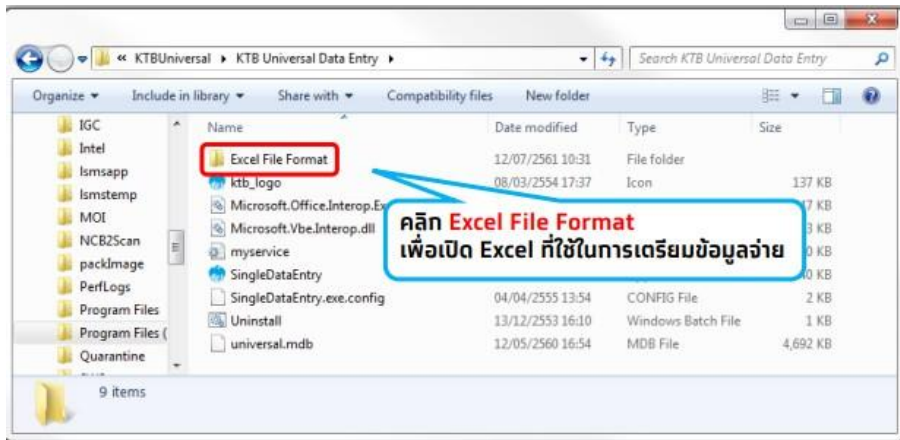 « KTBUniversal ▸ KTB Universal Data Entry ▸
Search KTB Universal Data Entry
Organize ▾ Include in library ▾ Share with ▾ Compatibility files New folder
Name Date modified Type Size
IGC
Intel
lsmsapp
lsmstemp
MOI
NCB2Scan
packImage
PerfLogs
Program Files
Program Files (
Quarantine
Excel File Format 12/07/2561 10:31 File folder
ktb_logo 08/03/2554 17:37 Icon 137 KB
Microsoft.Office.Interop.Ex KB
Microsoft.Vbe.Interop.dll KB
myservice KB
SingleDataEntry KB
SingleDataEntry.exe.config 04/04/2555 13:54 CONFIG File 2 KB
Uninstall 13/12/2553 16:10 Windows Batch File 1 KB
universal.mdb 12/05/2560 16:54 MDB File 4,692 KB
คลิก Excel File Format
เพื่อเปิด Excel ที่ใช้ในการเตรียมข้อมูลจ่าย
9 items